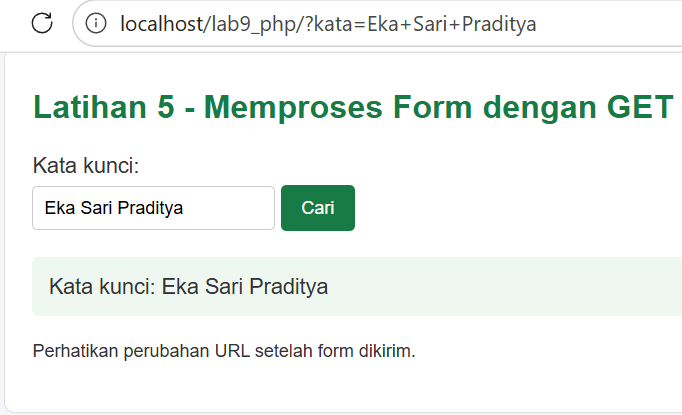 localhost/lab9_php/?kata=Eka+Sari+Praditya
Latihan 5 - Memproses Form dengan GET
Kata kunci:
Eka Sari Praditya Cari
Kata kunci: Eka Sari Praditya
Perhatikan perubahan URL setelah form dikirim.